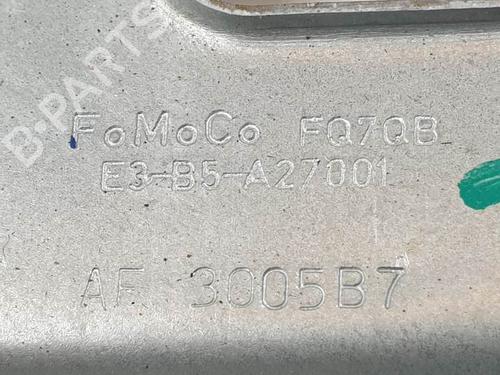 B-PARTS
FoMoCo FQ7QB
E3-B5-A27001
AF 3005B7